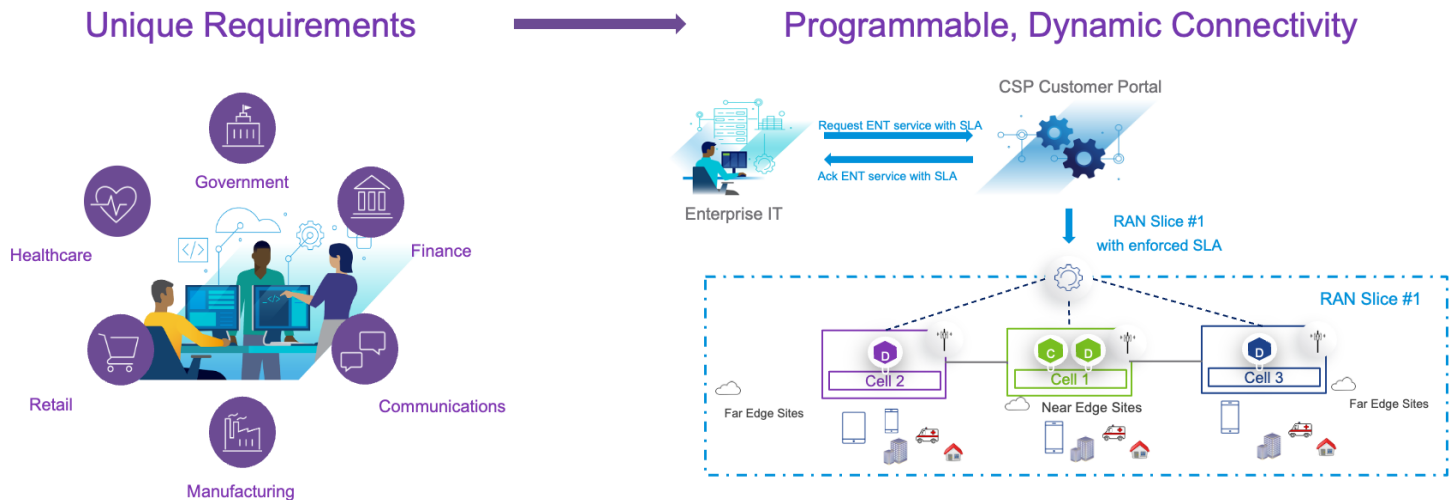 Unique Requirements
Programmable, Dynamic Connectivity
Government
Healthcare
Finance
Retail
Communications
Manufacturing
CSP Customer Portal
Request ENT service with SLA
Ack ENT service with SLA
Enterprise IT
</>
</>
RAN Slice #1
with enforced SLA
RAN Slice #1
D
Cell 2
C D
Cell 1
D
Cell 3
Far Edge Sites
Near Edge Sites
Far Edge Sites